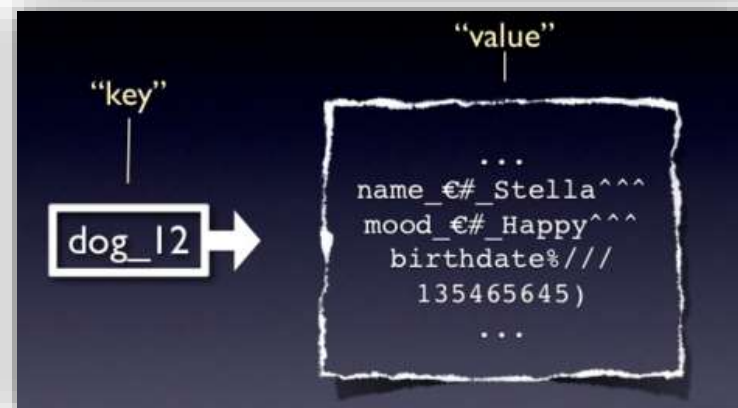 “value”
“key”
dog_12
...
name_€#_Stella^^^
mood_€#_Happy^^^
birthdate%///
135465645)
...